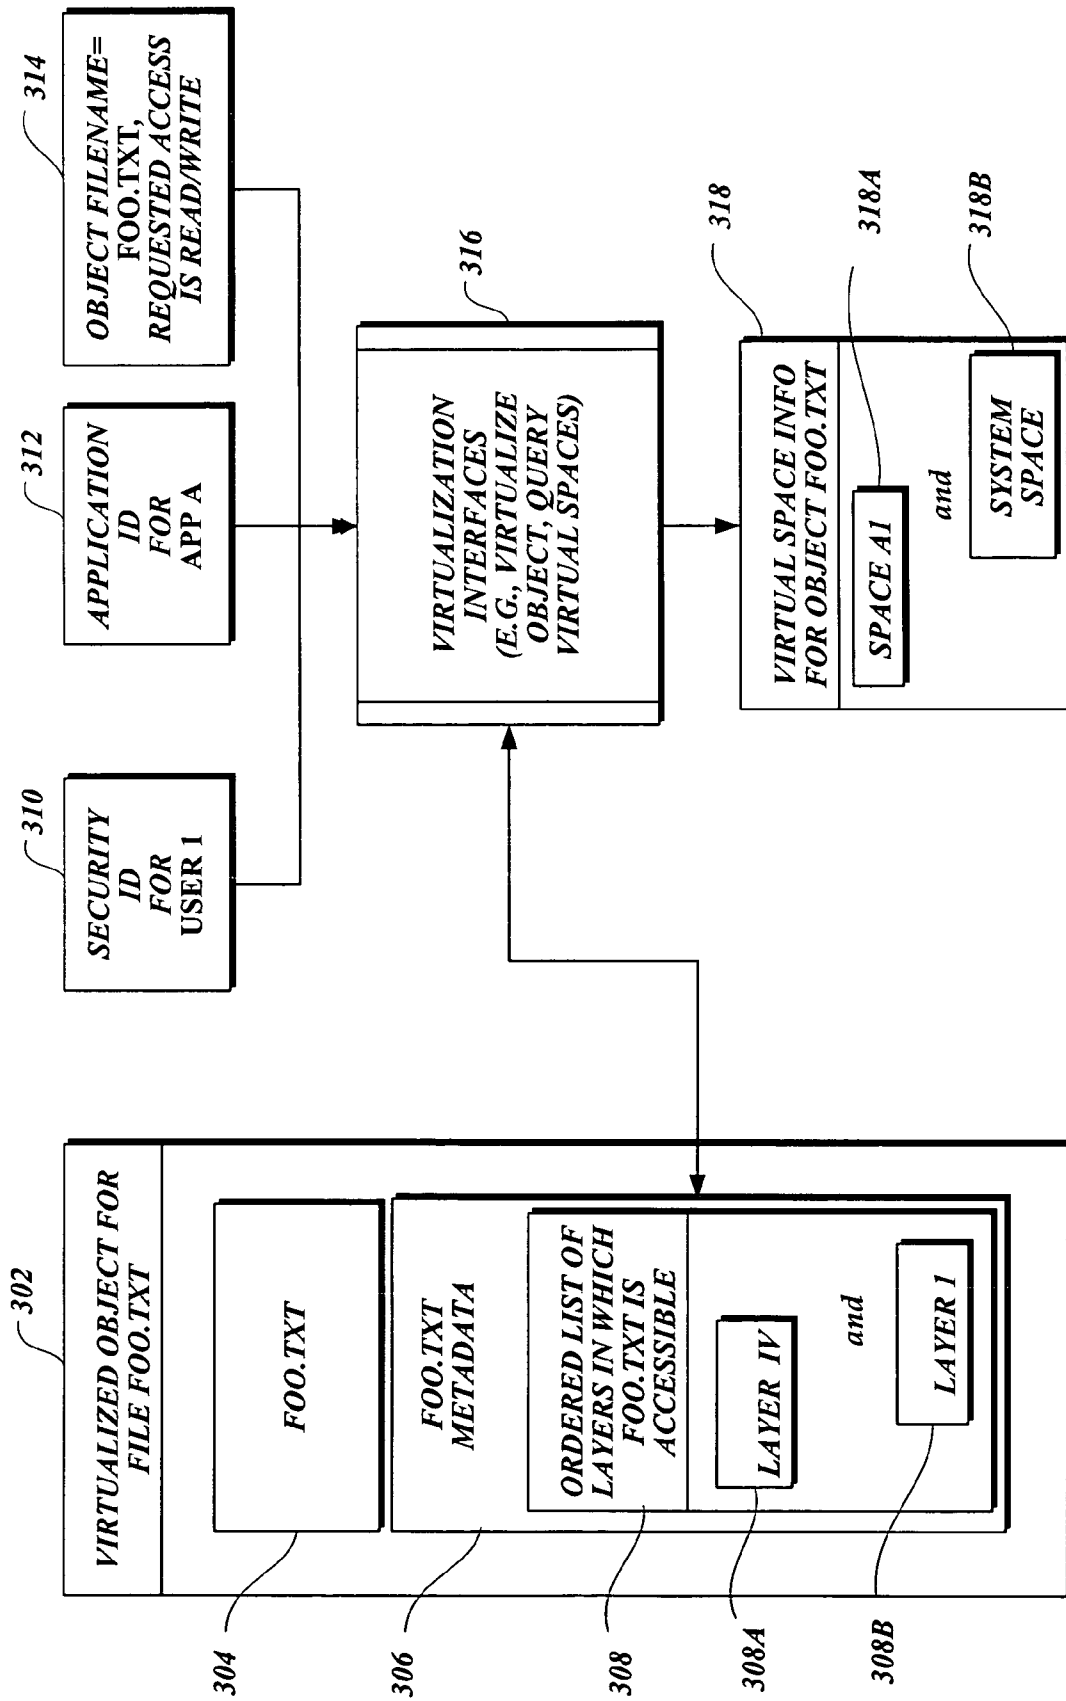 302
VIRTUALIZED OBJECT FOR
FILE FOO.TXT
304
FOO.TXT
306
FOO.TXT
METADATA
308
ORDERED LIST OF
LAYERS IN WHICH
FOO.TXT IS
ACCESSIBLE
308A
LAYER IV
and
308B
LAYER 1
310
SECURITY
ID
FOR
USER 1
312
APPLICATION
ID
FOR
APP A
314
OBJECT FILENAME=
FOO.TXT,
REQUESTED ACCESS
IS READ/WRITE
316
VIRTUALIZATION
INTERFACES
(E.G., VIRTUALIZE
OBJECT, QUERY
VIRTUAL SPACES)
318
VIRTUAL SPACE INFO
FOR OBJECT FOO.TXT
318A
SPACE A1
and
318B
SYSTEM
SPACE